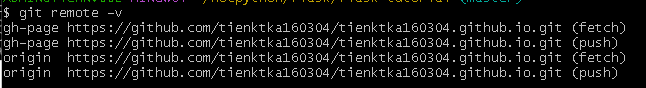 $ git remote -v
gh-page https://github.com/tienktka160304/tienktka160304.github.io.git (fetch)
gh-page https://github.com/tienktka160304/tienktka160304.github.io.git (push)
origin  https://github.com/tienktka160304/tienktka160304.github.io.git (fetch)
origin  https://github.com/tienktka160304/tienktka160304.github.io.git (push)